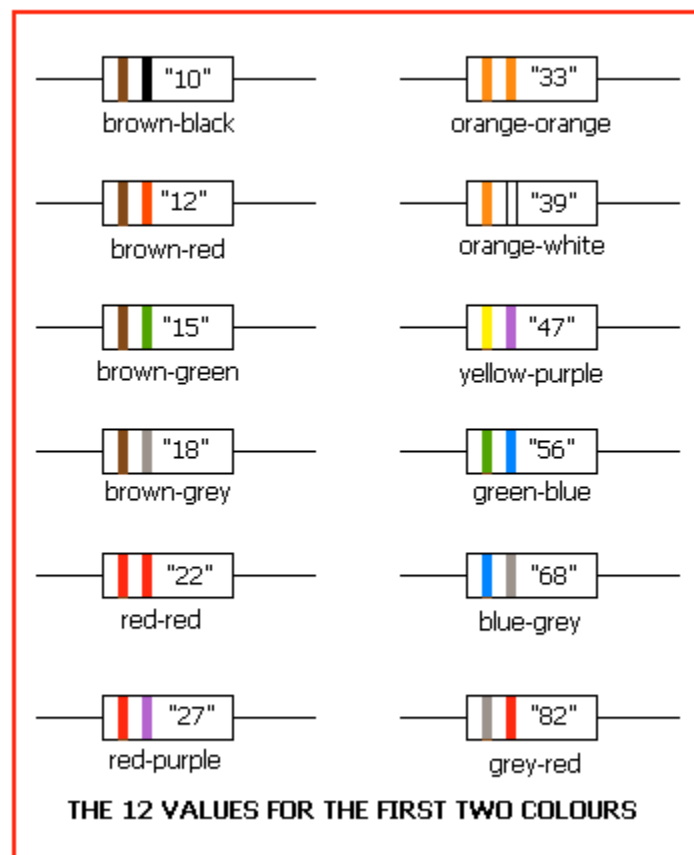 "10"
brown-black
"12"
brown-red
"15"
brown-green
"18"
brown-grey
"22"
red-red
"27"
red-purple
"33"
orange-orange
"39"
orange-white
"47"
yellow-purple
"56"
green-blue
"68"
blue-grey
"82"
grey-red
THE 12 VALUES FOR THE FIRST TWO COLOURS